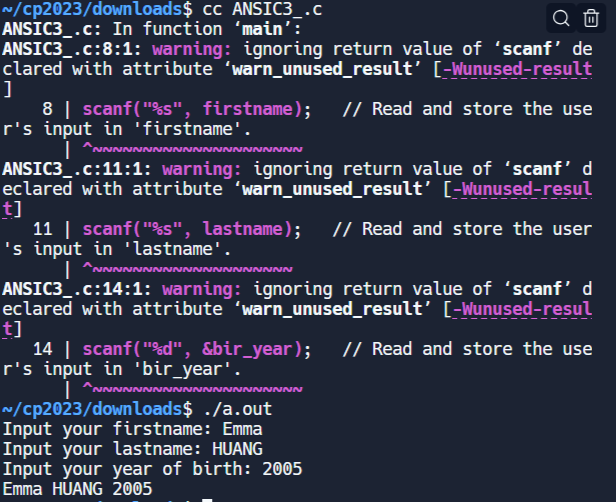 ~/cp2023/downloads$ cc ANSIC3_.c
ANSIC3_.c: In function ‘main’:
ANSIC3_.c:8:1: warning: ignoring return value of ‘scanf’ de
clared with attribute ‘warn_unused_result’ [-Wunused-result
]
    8 | scanf("%s", firstname);   // Read and store the use
r's input in 'firstname'.
      | ^~~~~~~~~~~~~~~~~~~~~~
ANSIC3_.c:11:1: warning: ignoring return value of ‘scanf’ d
eclared with attribute ‘warn_unused_result’ [-Wunused-resul
t]
   11 | scanf("%s", lastname);   // Read and store the user
's input in 'lastname'.
      | ^~~~~~~~~~~~~~~~~~~~~
ANSIC3_.c:14:1: warning: ignoring return value of ‘scanf’ d
eclared with attribute ‘warn_unused_result’ [-Wunused-resul
t]
   14 | scanf("%d", &bir_year);   // Read and store the use
r's input in 'bir_year'.
      | ^~~~~~~~~~~~~~~~~~~~~~
~/cp2023/downloads$ ./a.out
Input your firstname: Emma
Input your lastname: HUANG
Input your year of birth: 2005
Emma HUANG 2005